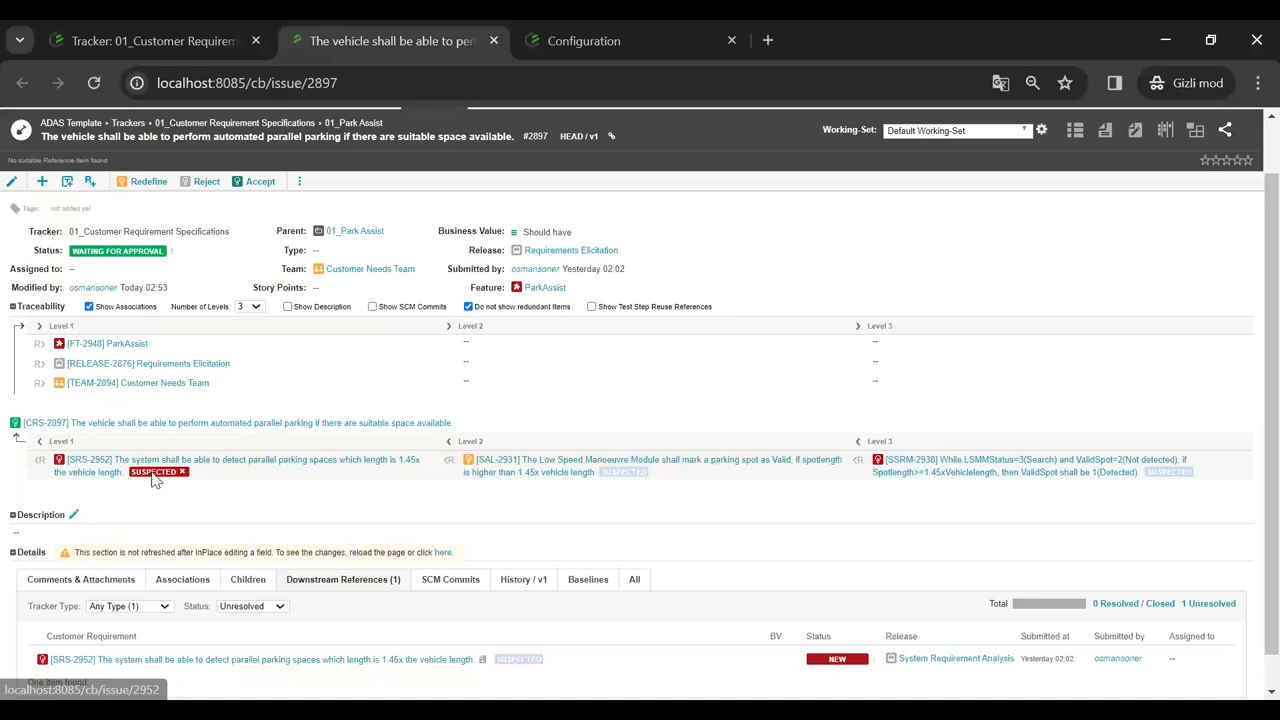 Tracker: 01_Customer Requirem
The vehicle shall be able to per
Configuration
localhost:8085/cb/issue/2897
Gizli mod
ADAS Template › Trackers › 01_Customer Requirement Specifications › 01_Park Assist
The vehicle shall be able to perform automated parallel parking if there are suitable space available. #2897 HEAD / v1
Working-Set: Default Working-Set
No suitable Reference item found.
Redefine Reject Accept
Tags: not added yet
Tracker: 01_Customer Requirement Specifications Parent: 01_Park Assist Business Value: Should have
Status: WAITING FOR APPROVAL Type: -- Release: Requirements Elicitation
Assigned to: -- Team: Customer Needs Team Submitted by: osmansoner Yesterday 02:02
Modified by: osmansoner Today 02:53 Story Points: -- Feature: ParkAssist
Traceability Show Associations Number of Levels: 3 Show Description Show SCM Commits Do not show redundant Items Show Test Step Reuse References
Level 1 Level 2 Level 3
[FT-2948] ParkAssist -- --
[RELEASE-2876] Requirements Elicitation -- --
[TEAM-2894] Customer Needs Team -- --
[CRS-2897] The vehicle shall be able to perform automated parallel parking if there are suitable space available.
Level 1 Level 2 Level 3
[SRS-2952] The system shall be able to detect parallel parking spaces which length is 1.45x [SAL-2931] The Low Speed Manoeuvre Module shall mark a parking spot as Valid, if spotlength [SSRM-2938] While LSMMStatus=3(Search) and ValidSpot=2(Not detected), if
the vehicle length. SUSPECTED is higher than 1.45x vehicle length SUSPECTED Spotlength>=1.45xVehiclelength, then ValidSpot shall be 1(Detected). SUSPECTED
Description
--
Details This section is not refreshed after InPlace editing a field. To see the changes, reload the page or click here.
Comments & Attachments Associations Children Downstream References (1) SCM Commits History / v1 Baselines All
Tracker Type: Any Type (1) Status: Unresolved Total 0 Resolved / Closed 1 Unresolved
Customer Requirement BV Status Release Submitted at Submitted by Assigned to
[SRS-2952] The system shall be able to detect parallel parking spaces which length is 1.45x the vehicle length. SUSPECTED NEW System Requirement Analysis Yesterday 02:02 osmansoner --
One item found.
localhost:8085/cb/issue/2952